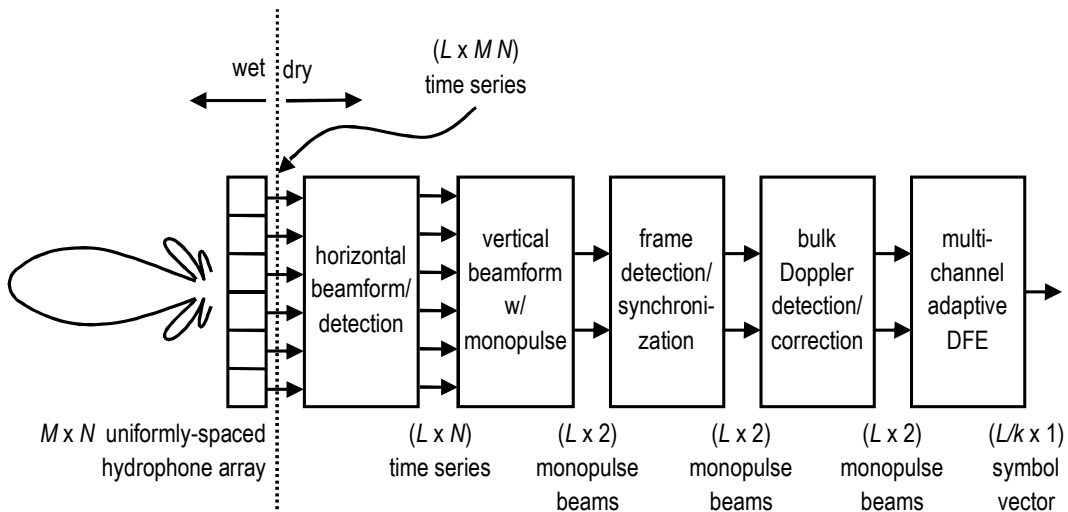 (L x M N)
time series
wet dry
horizontal
beamform/
detection
vertical
beamform
w/
monopulse
frame
detection/
synchroni-
zation
bulk
Doppler
detection/
correction
multi-
channel
adaptive
DFE
M x N uniformly-spaced
hydrophone array
(L x N)
time series
(L x 2)
monopulse
beams
(L x 2)
monopulse
beams
(L x 2)
monopulse
beams
(L/k x 1)
symbol
vector